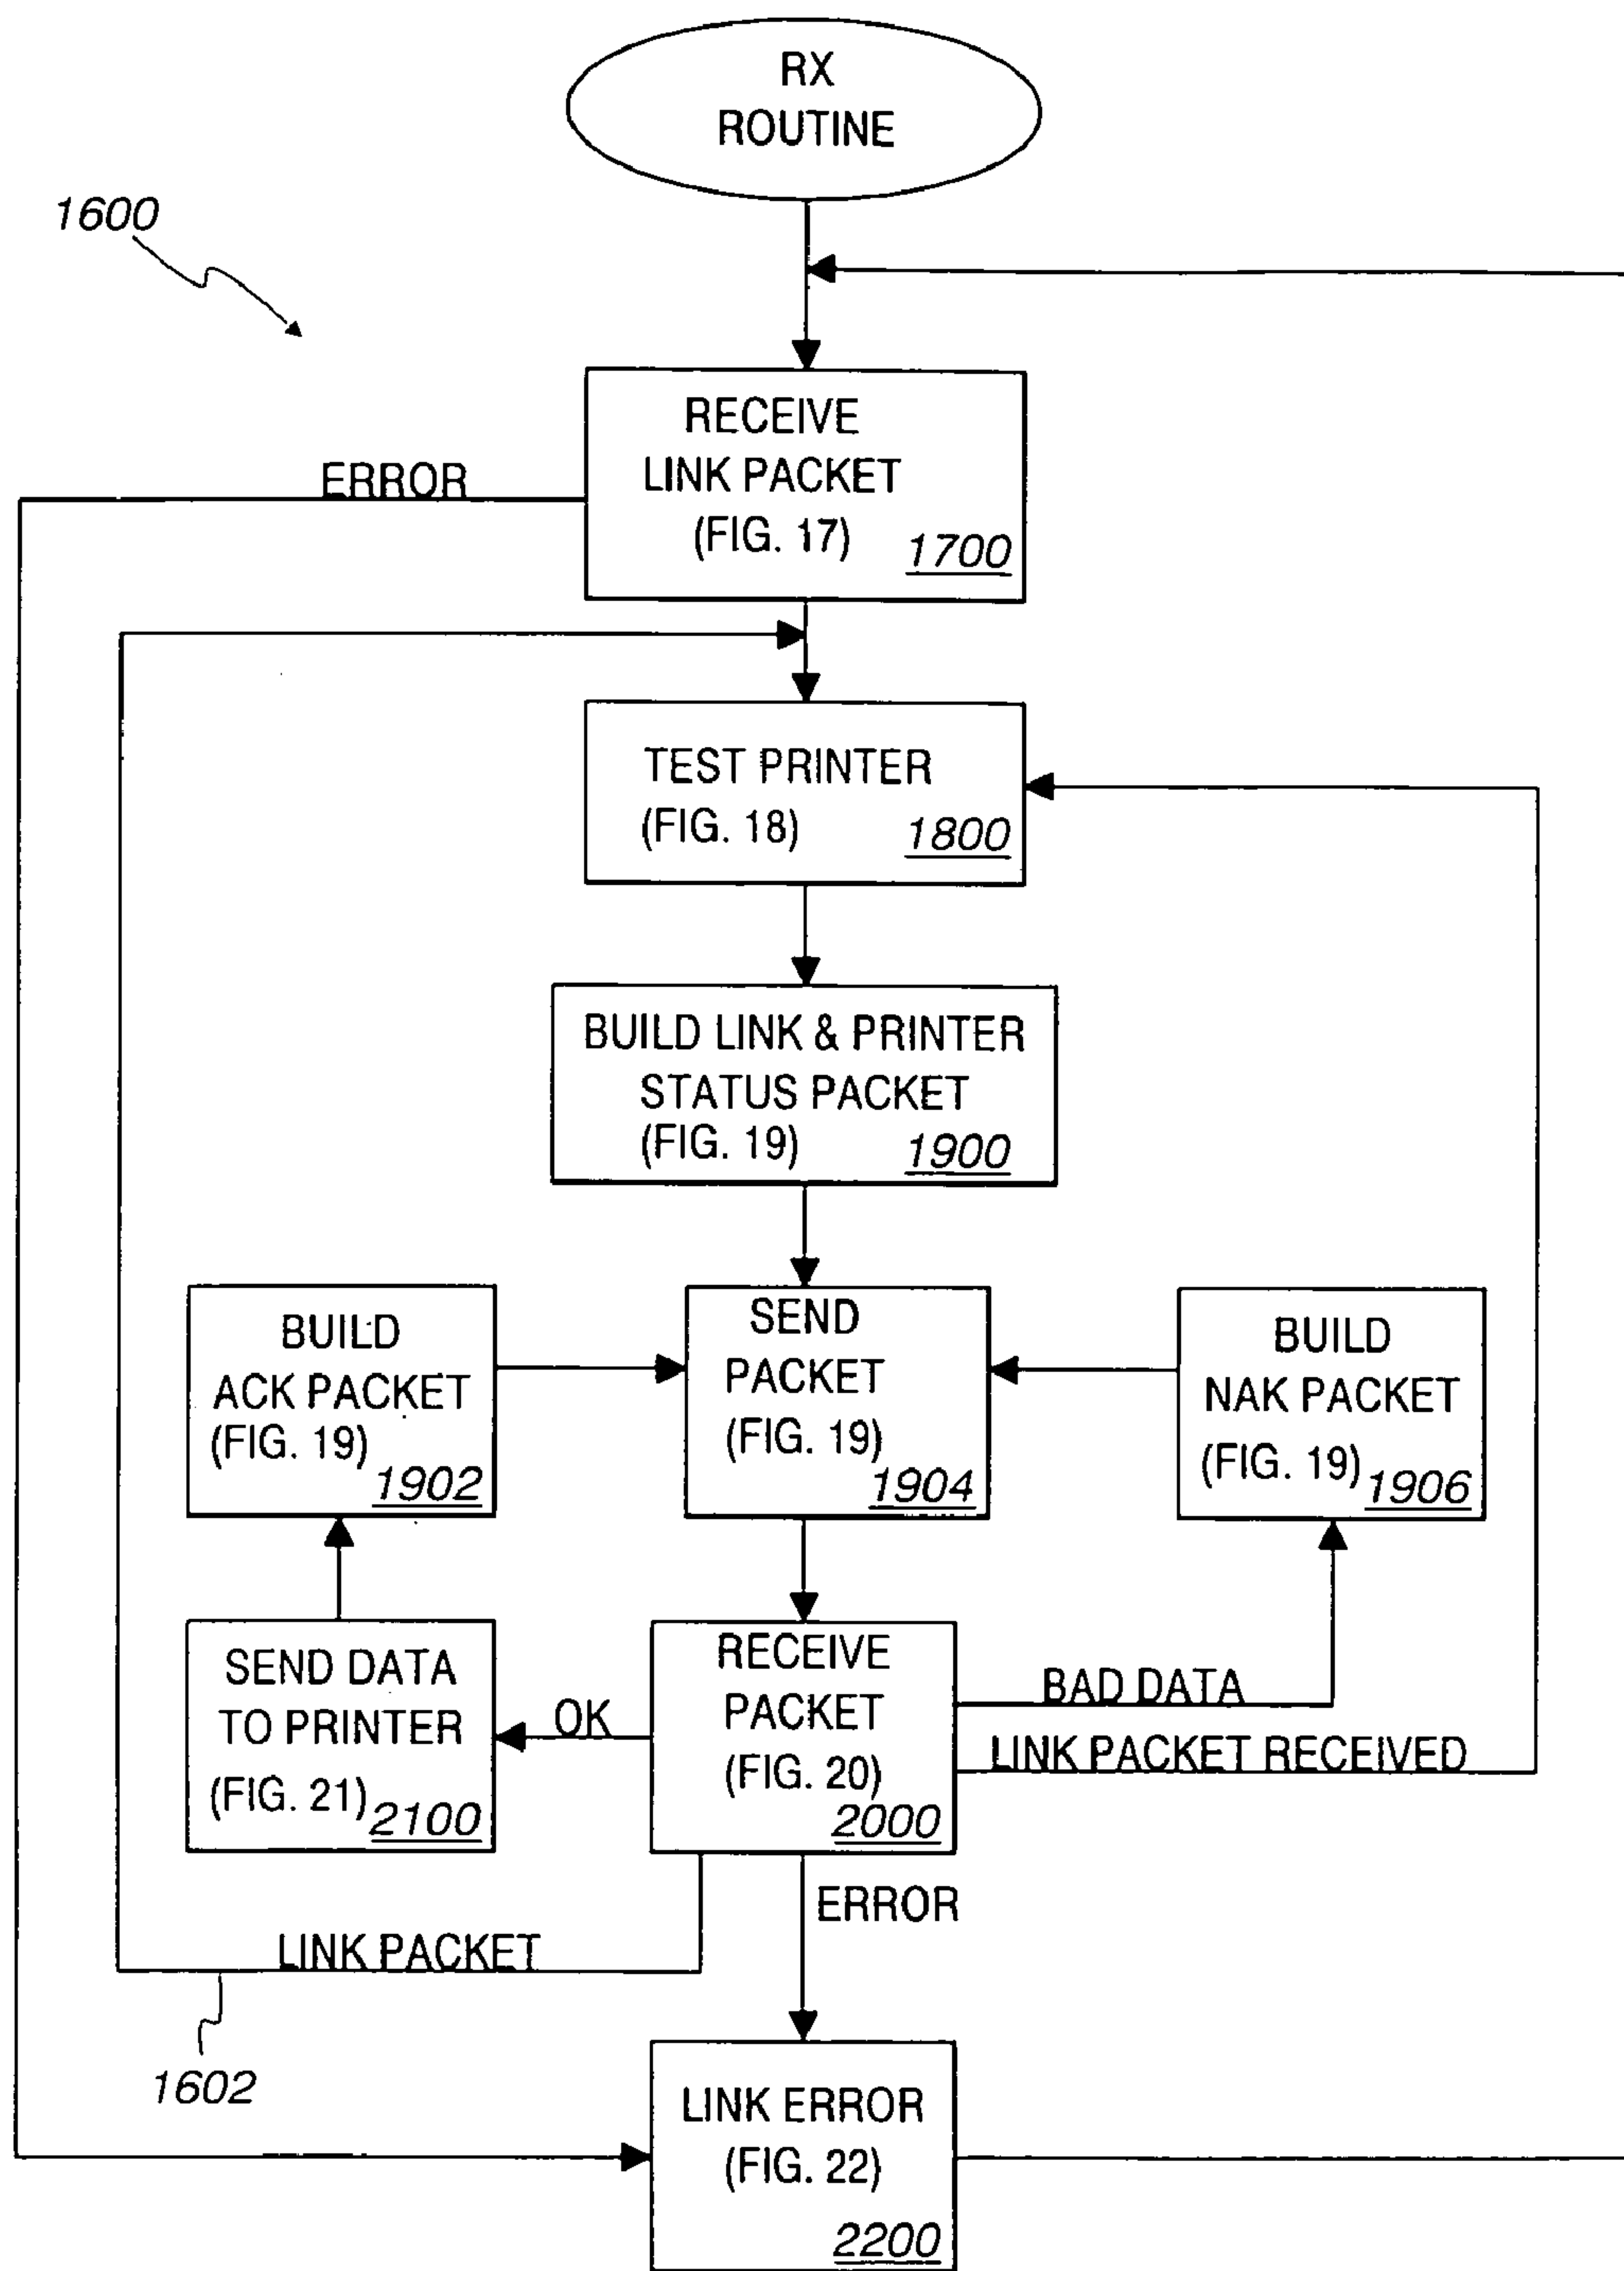 RX
ROUTINE
1600
RECEIVE
LINK PACKET
(FIG. 17)
1700
ERROR
TEST PRINTER
(FIG. 18)
1800
BUILD LINK & PRINTER
STATUS PACKET
(FIG. 19)
1900
BUILD
ACK PACKET
(FIG. 19)
1902
SEND
PACKET
(FIG. 19)
1904
BUILD
NAK PACKET
(FIG. 19)
1906
SEND DATA
TO PRINTER
(FIG. 21)
2100
OK
RECEIVE
PACKET
(FIG. 20)
2000
BAD DATA
LINK PACKET RECEIVED
ERROR
LINK PACKET
1602
LINK ERROR
(FIG. 22)
2200